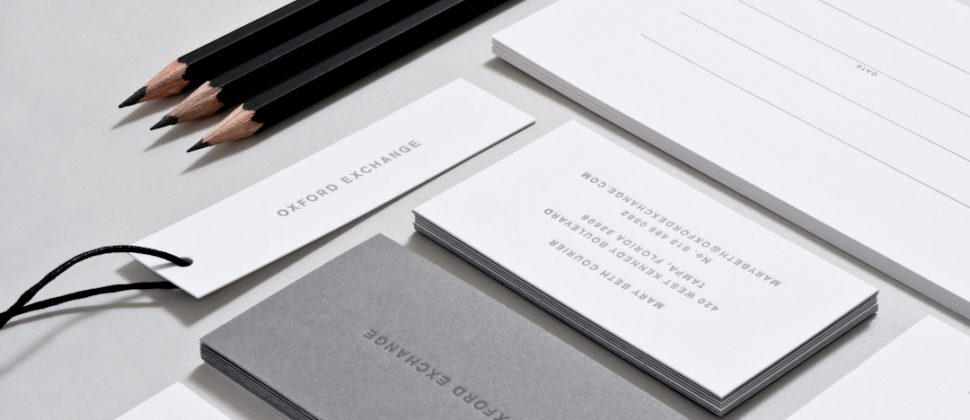 DATE
OXFORD EXCHANGE
MARY BETH COURIER
420 WEST KENNEDY BOULEVARD
TAMPA, FLORIDA 33606
No. 813 485 0582
MARYBETH@OXFORDEXCHANGE.COM
OXFORD EXCHANGE